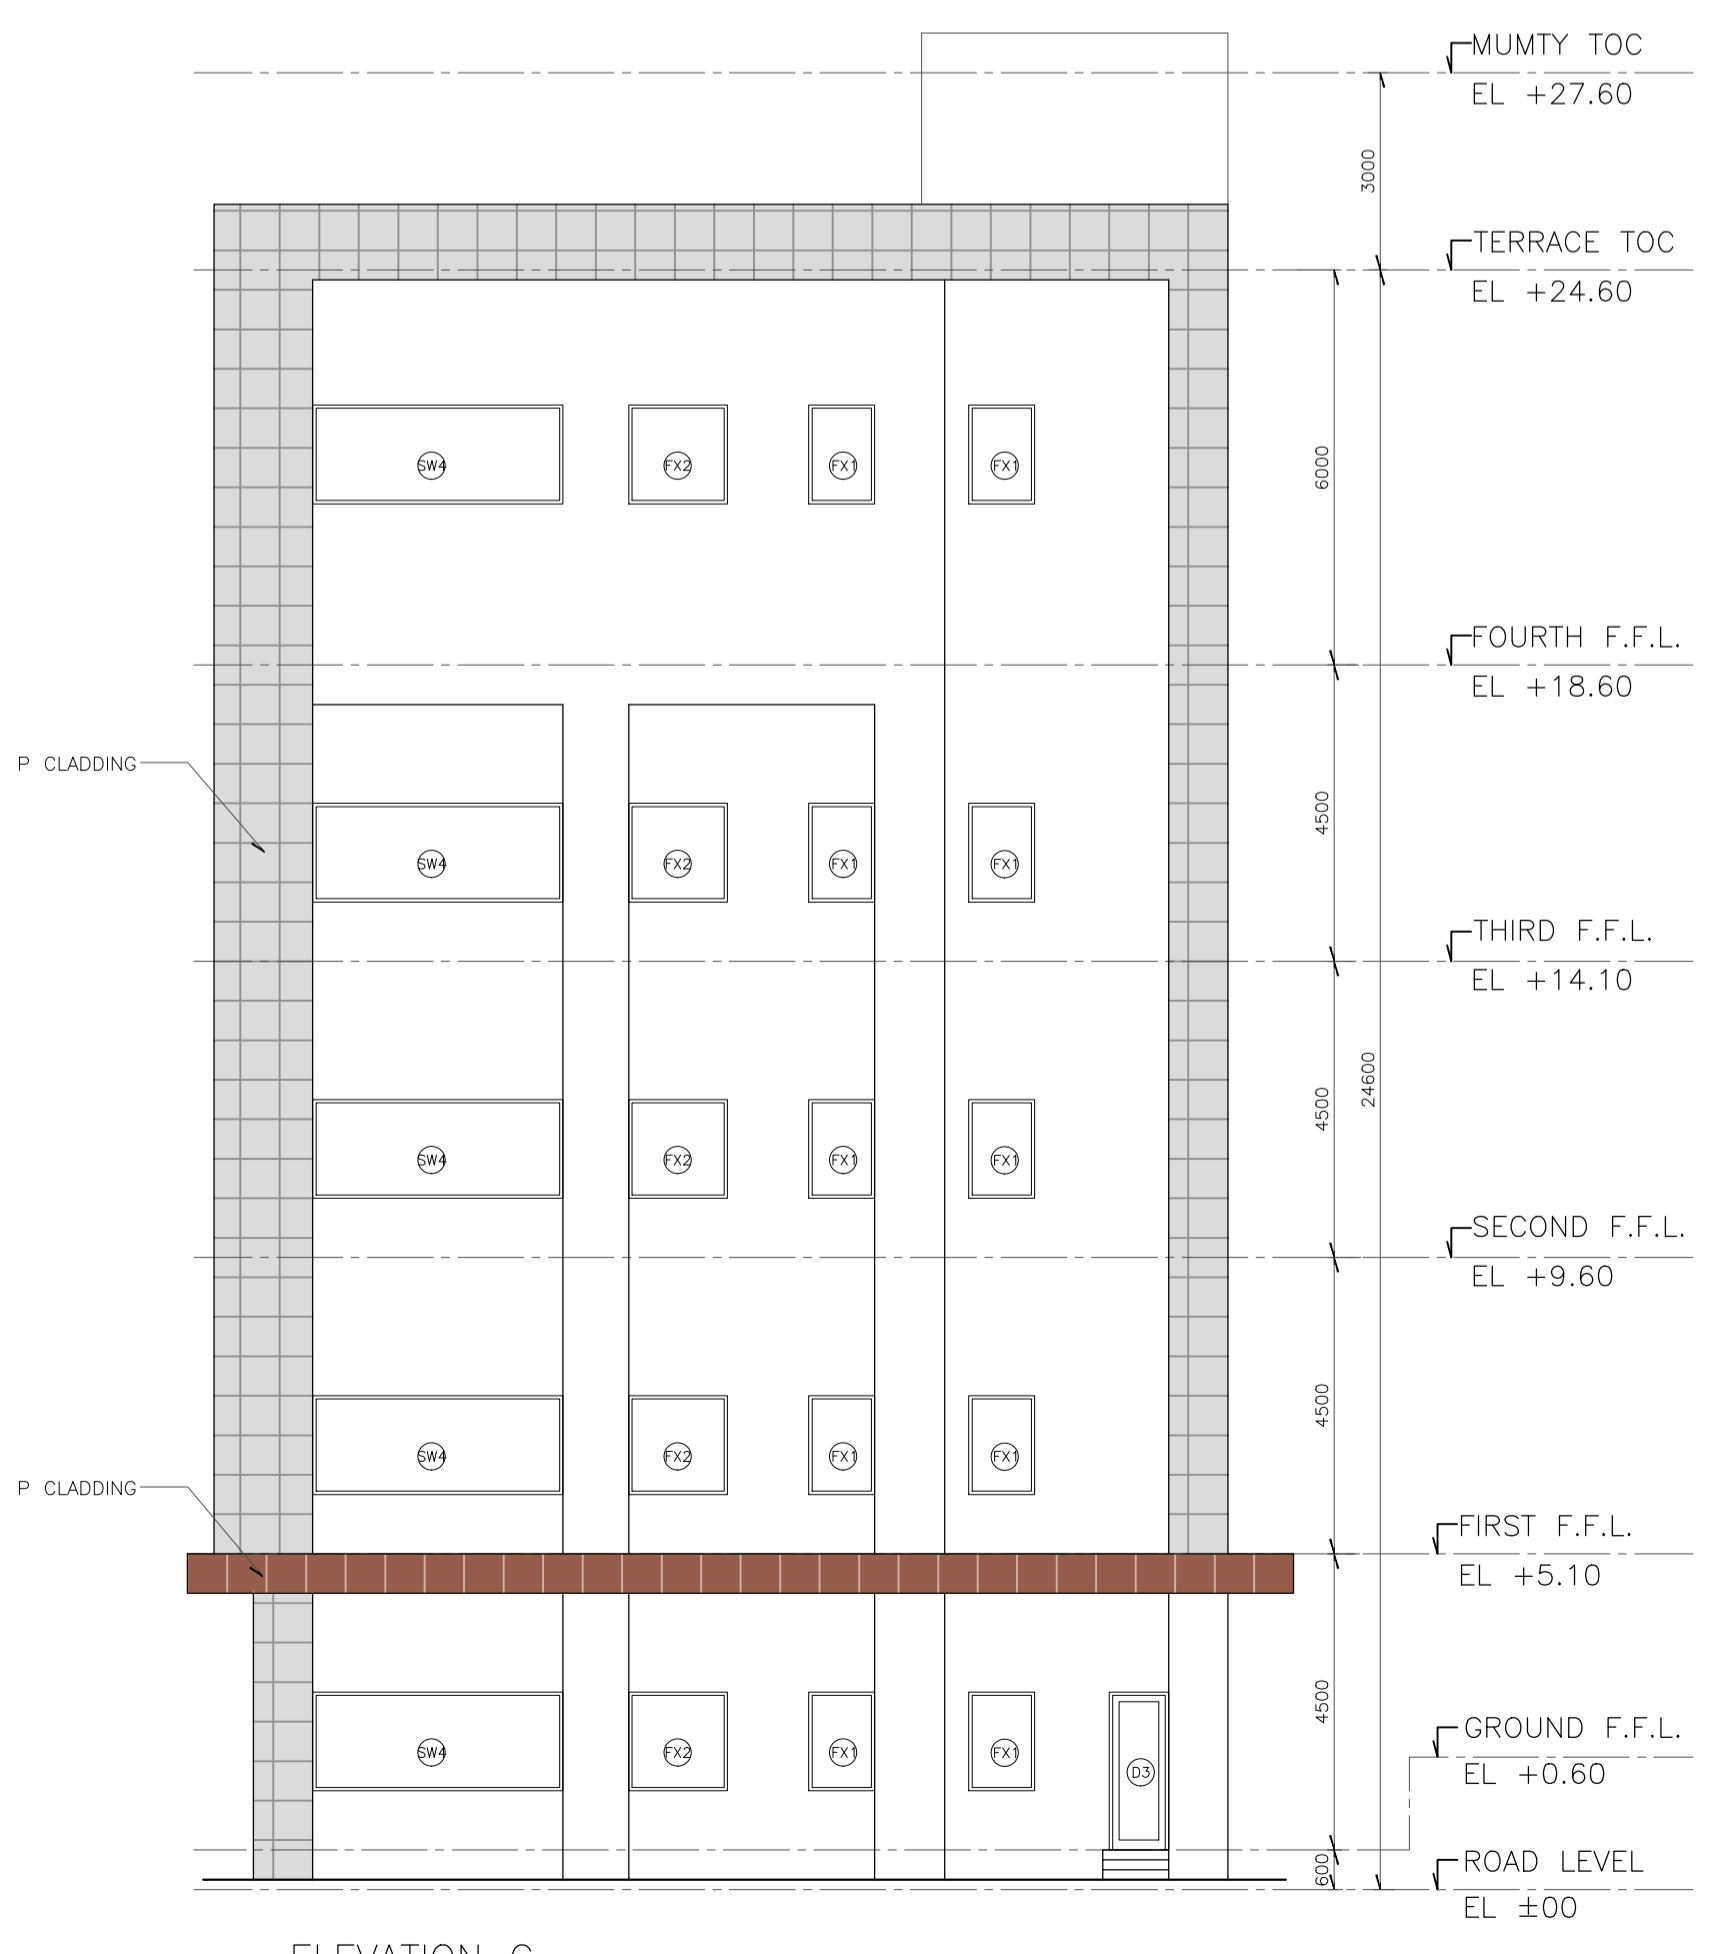 MUMTY TOC
EL +27.60
3000
TERRACE TOC
EL +24.60
SW4 FX2 FX1 FX1
6000
FOURTH F.F.L.
EL +18.60
P CLADDING
4500
SW4 FX2 FX1 FX1
THIRD F.F.L.
EL +14.10
24600
4500
SW4 FX2 FX1 FX1
SECOND F.F.L.
EL +9.60
4500
SW4 FX2 FX1 FX1
P CLADDING
FIRST F.F.L.
EL +5.10
4500
GROUND F.F.L.
EL +0.60
SW4 FX2 FX1 FX1 D3
600
ROAD LEVEL
EL ±00